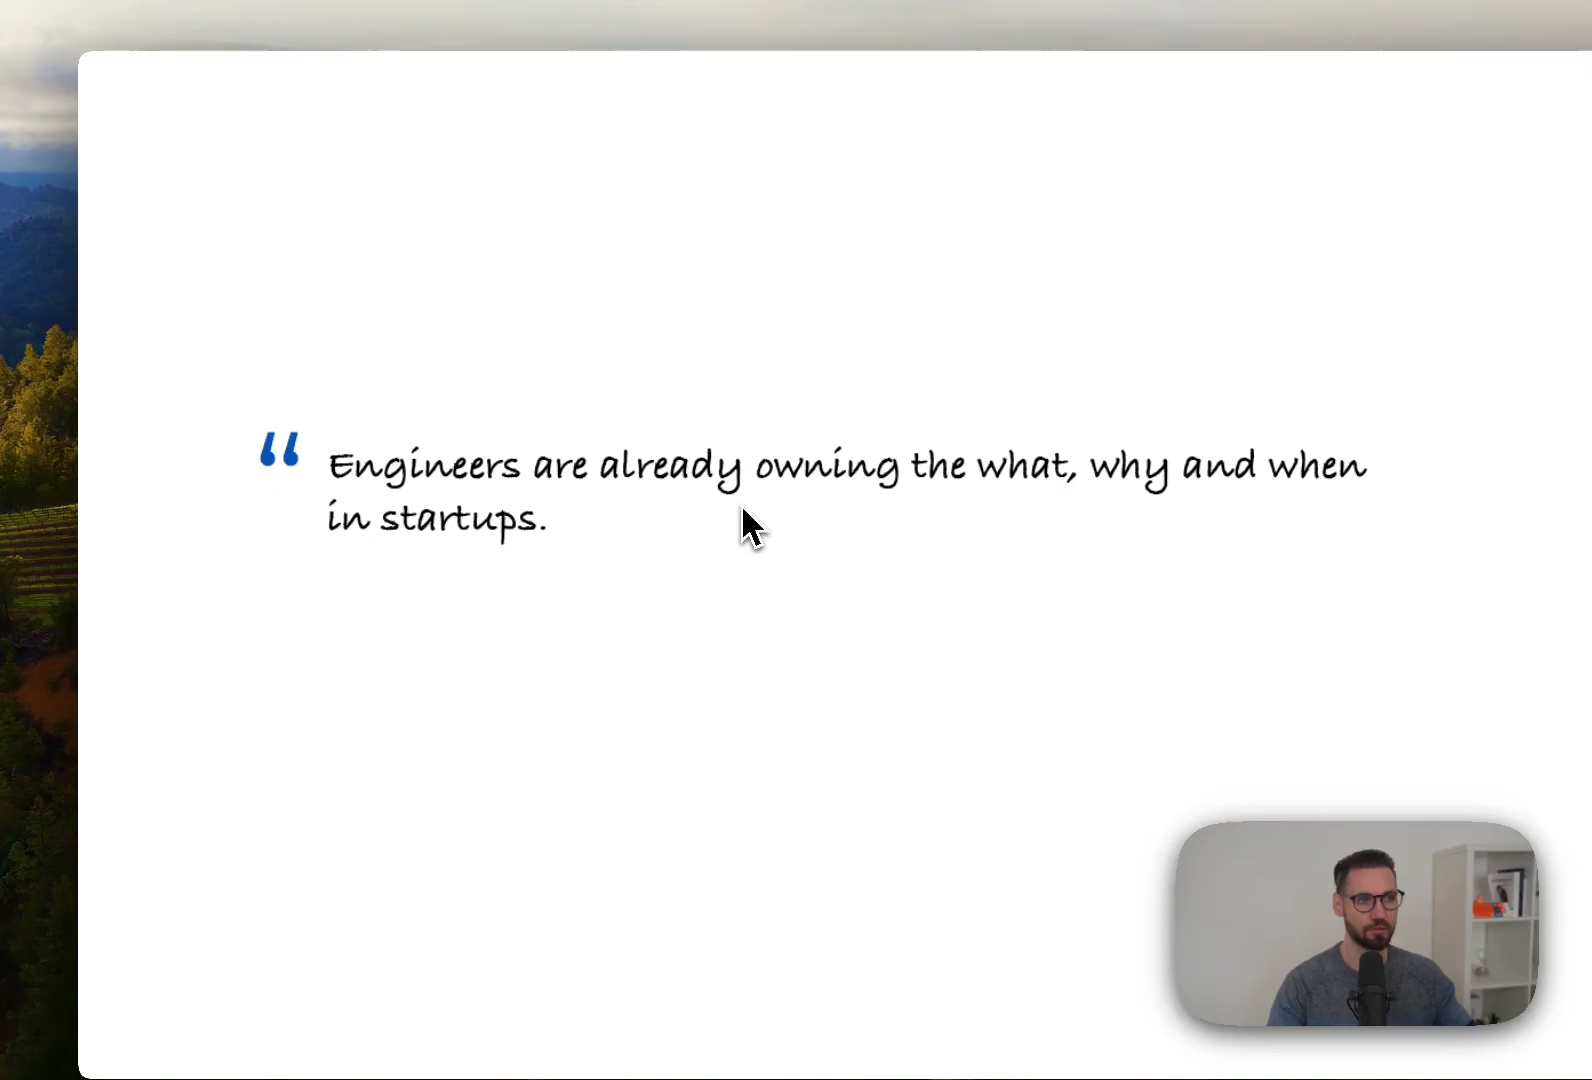 “ Engineers are already owning the what, why and when
in startups.